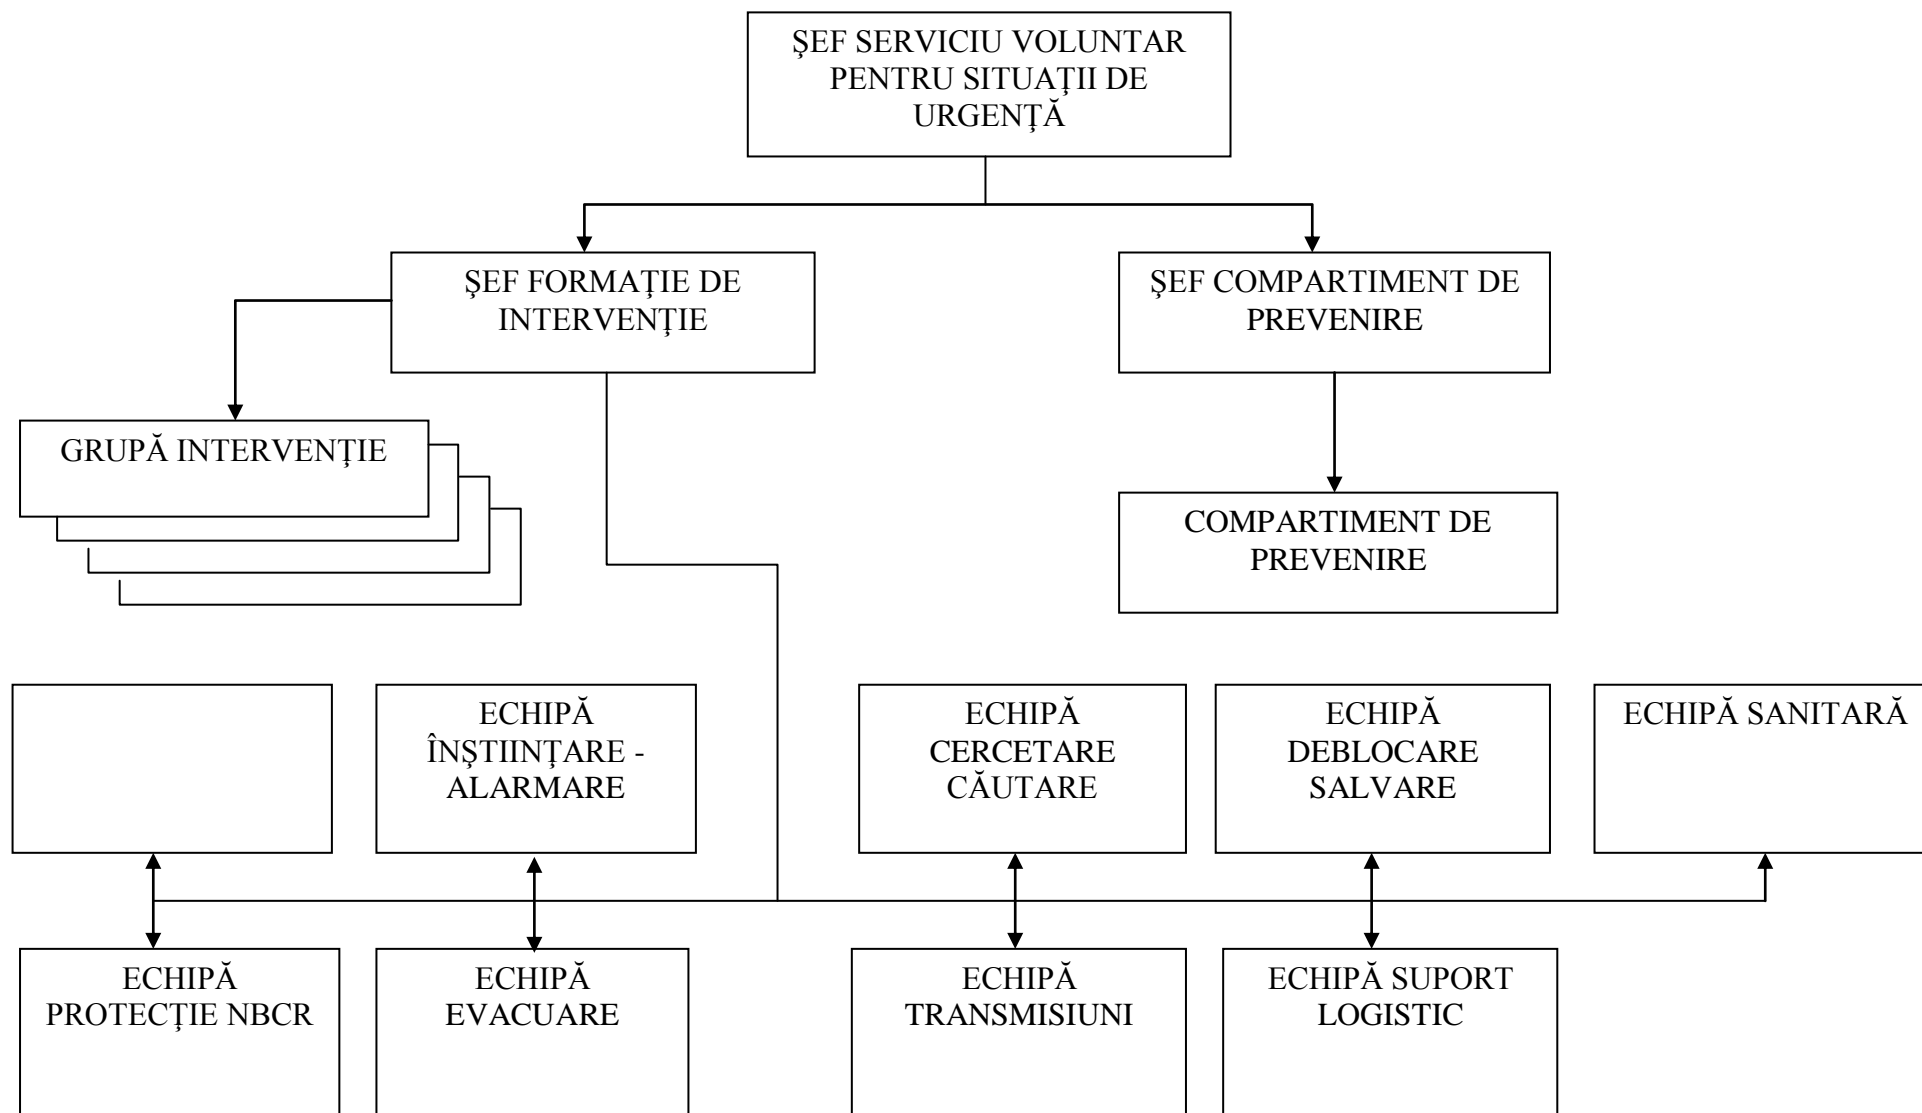 ŞEF SERVICIU VOLUNTAR
PENTRU SITUAŢII DE
URGENŢĂ
ŞEF FORMAŢIE DE
INTERVENŢIE
ŞEF COMPARTIMENT DE
PREVENIRE
GRUPĂ INTERVENŢIE
COMPARTIMENT DE
PREVENIRE
ECHIPĂ
ÎNŞTIINŢARE -
ALARMARE
ECHIPĂ
CERCETARE
CĂUTARE
ECHIPĂ
DEBLOCARE
SALVARE
ECHIPĂ SANITARĂ
ECHIPĂ
PROTECŢIE NBCR
ECHIPĂ
EVACUARE
ECHIPĂ
TRANSMISIUNI
ECHIPĂ SUPORT
LOGISTIC